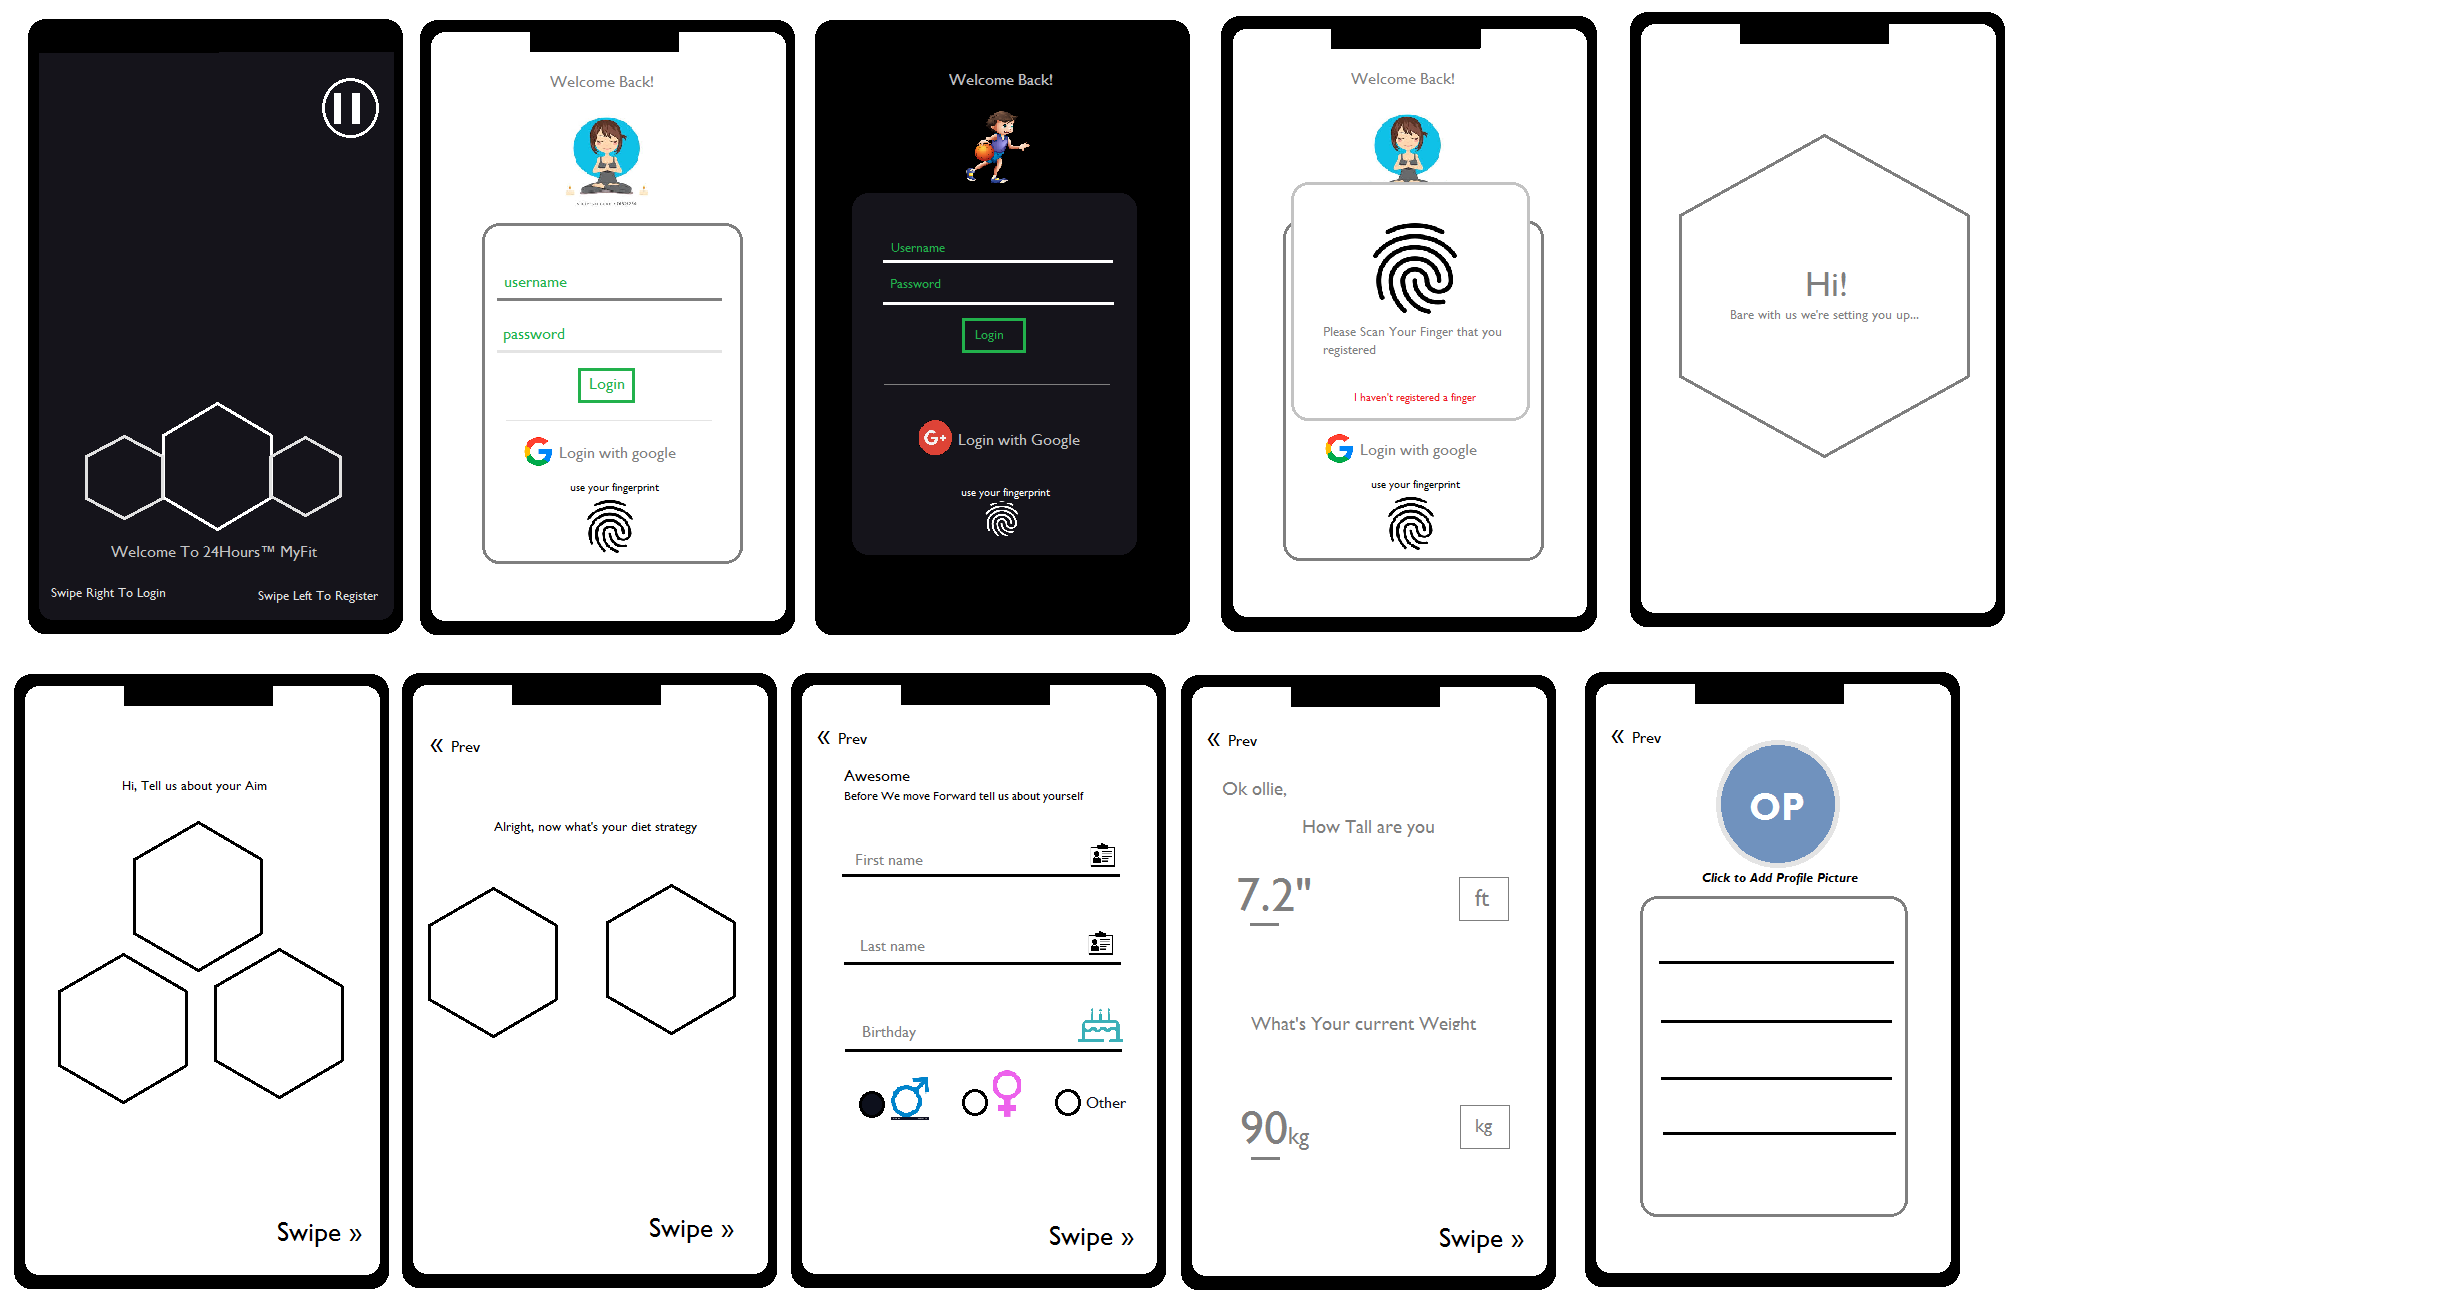 Welcome To 24Hours™ MyFit
Swipe Right To Login
Swipe Left To Register
Welcome Back!
username
password
Login
Login with google
use your fingerprint
Welcome Back!
Username
Password
Login
G+ Login with Google
use your fingerprint
Welcome Back!
Please Scan Your Finger that you
registered
I haven't registered a finger
G Login with google
use your fingerprint
Hi!
Bare with us we're setting you up...
Hi, Tell us about your Aim
Swipe »
« Prev
Alright, now what's your diet strategy
Swipe »
« Prev
Awesome
Before We move Forward tell us about yourself
First name
Last name
Birthday
Other
Swipe »
« Prev
Ok ollie,
How Tall are you
7.2" ft
What's Your current Weight
90kg kg
Swipe »
« Prev
OP
Click to Add Profile Picture